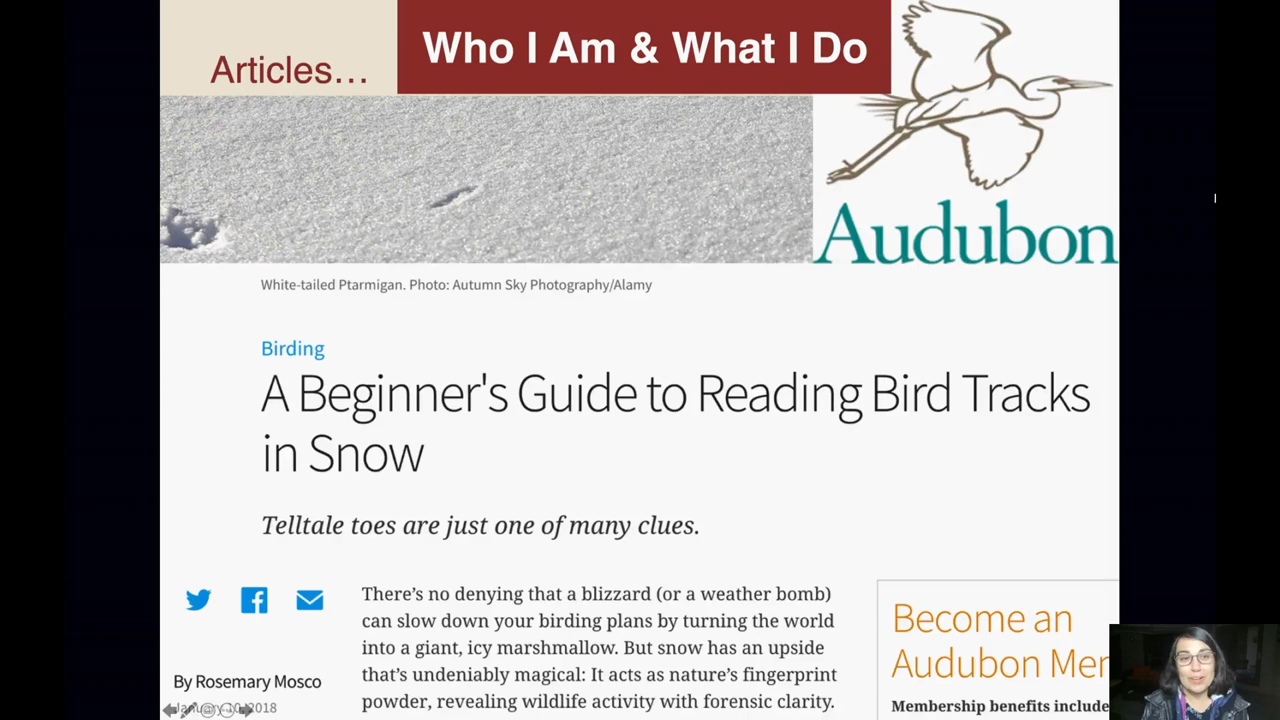 Articles…
Who I Am & What I Do
Audubon
White-tailed Ptarmigan. Photo: Autumn Sky Photography/Alamy
Birding
A Beginner's Guide to Reading Bird Tracks
in Snow
Telltale toes are just one of many clues.
There’s no denying that a blizzard (or a weather bomb)
can slow down your birding plans by turning the world
into a giant, icy marshmallow. But snow has an upside
that’s undeniably magical: It acts as nature’s fingerprint
powder, revealing wildlife activity with forensic clarity.
By Rosemary Mosco
January 10, 2018
Become an
Audubon Mem
Membership benefits include